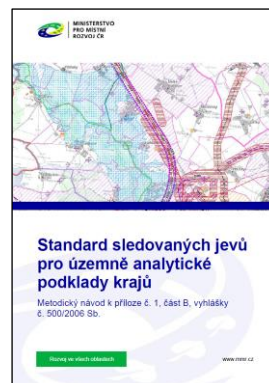 MINISTERSTVO
PRO MÍSTNÍ
ROZVOJ ČR
Standard sledovaných jevů
pro územně analytické
podklady krajů
Metodický návod k příloze č. 1, část B, vyhlášky
č. 500/2006 Sb.
Rozvoj ve všech oblastech
www.mmr.cz